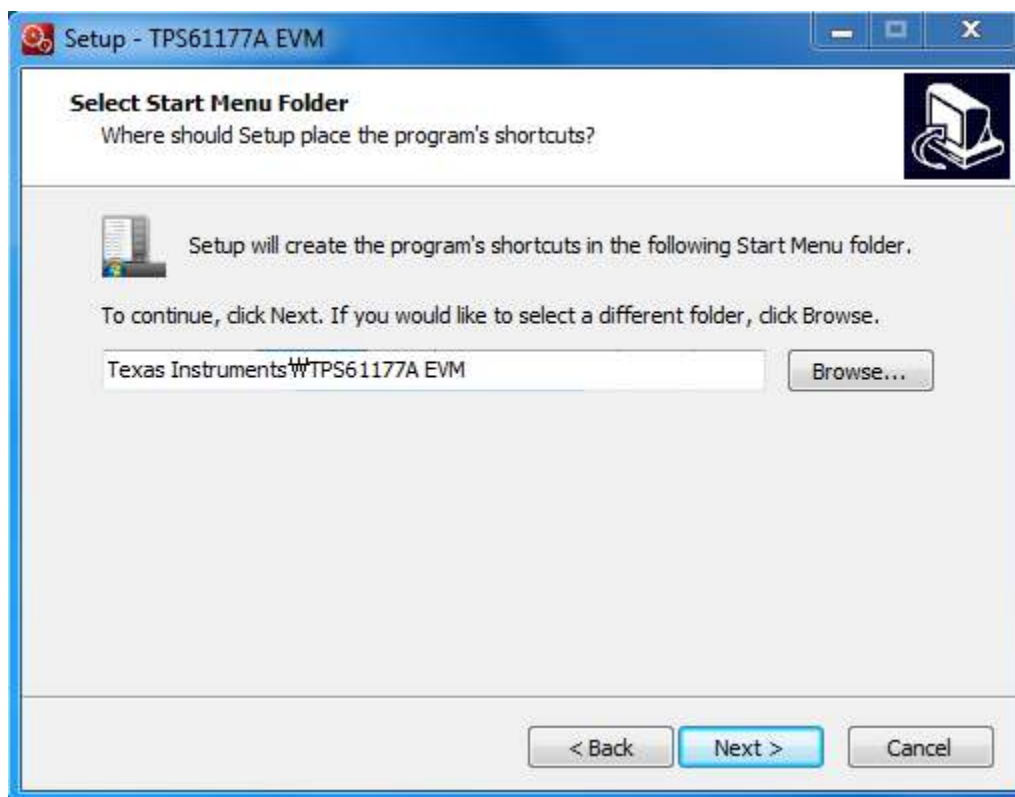 Setup - TPS61177A EVM
Select Start Menu Folder
Where should Setup place the program's shortcuts?
Setup will create the program's shortcuts in the following Start Menu folder.
To continue, click Next. If you would like to select a different folder, click Browse.
Texas Instruments₩TPS61177A EVM
Browse...
< Back
Next >
Cancel